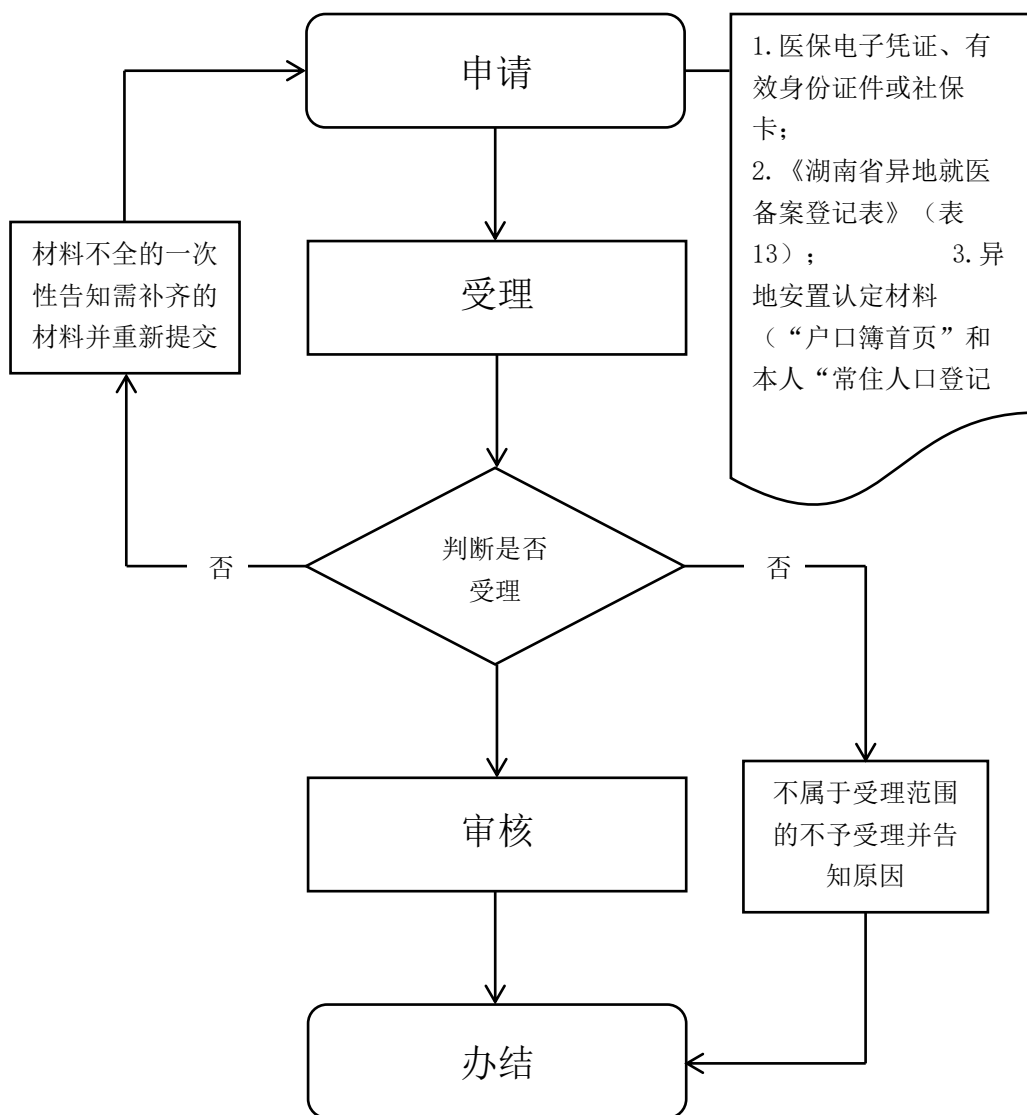 申请
1.医保电子凭证、有
效身份证件或社保
卡；
2.《湖南省异地就医
备案登记表》（表
13）； 3.异
地安置认定材料
（“户口簿首页”和
本人“常住人口登记
材料不全的一次
性告知需补齐的
材料并重新提交
受理
否
判断是否
受理
否
审核
不属于受理范围
的不予受理并告
知原因
办结